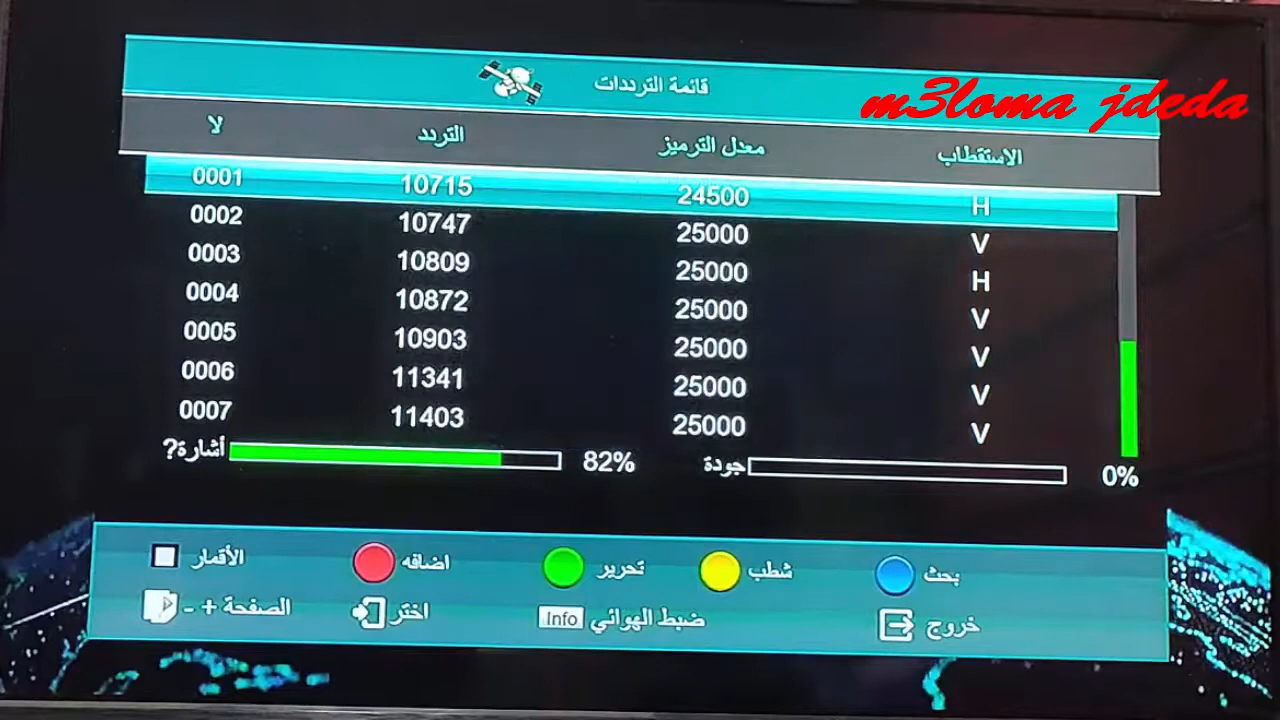 قائمة الترددات
m3loma jdeda
لا التردد معدل الترميز الاستقطاب
0001 10715 24500 H
0002 10747 25000 V
0003 10809 25000 H
0004 10872 25000 V
0005 10903 25000 V
0006 11341 25000 V
0007 11403 25000 V
أشارة? 82% جودة 0%
الأقمار اضافه تحرير شطب بحث
الصفحة + - اختر Info ضبط الهوائي خروج